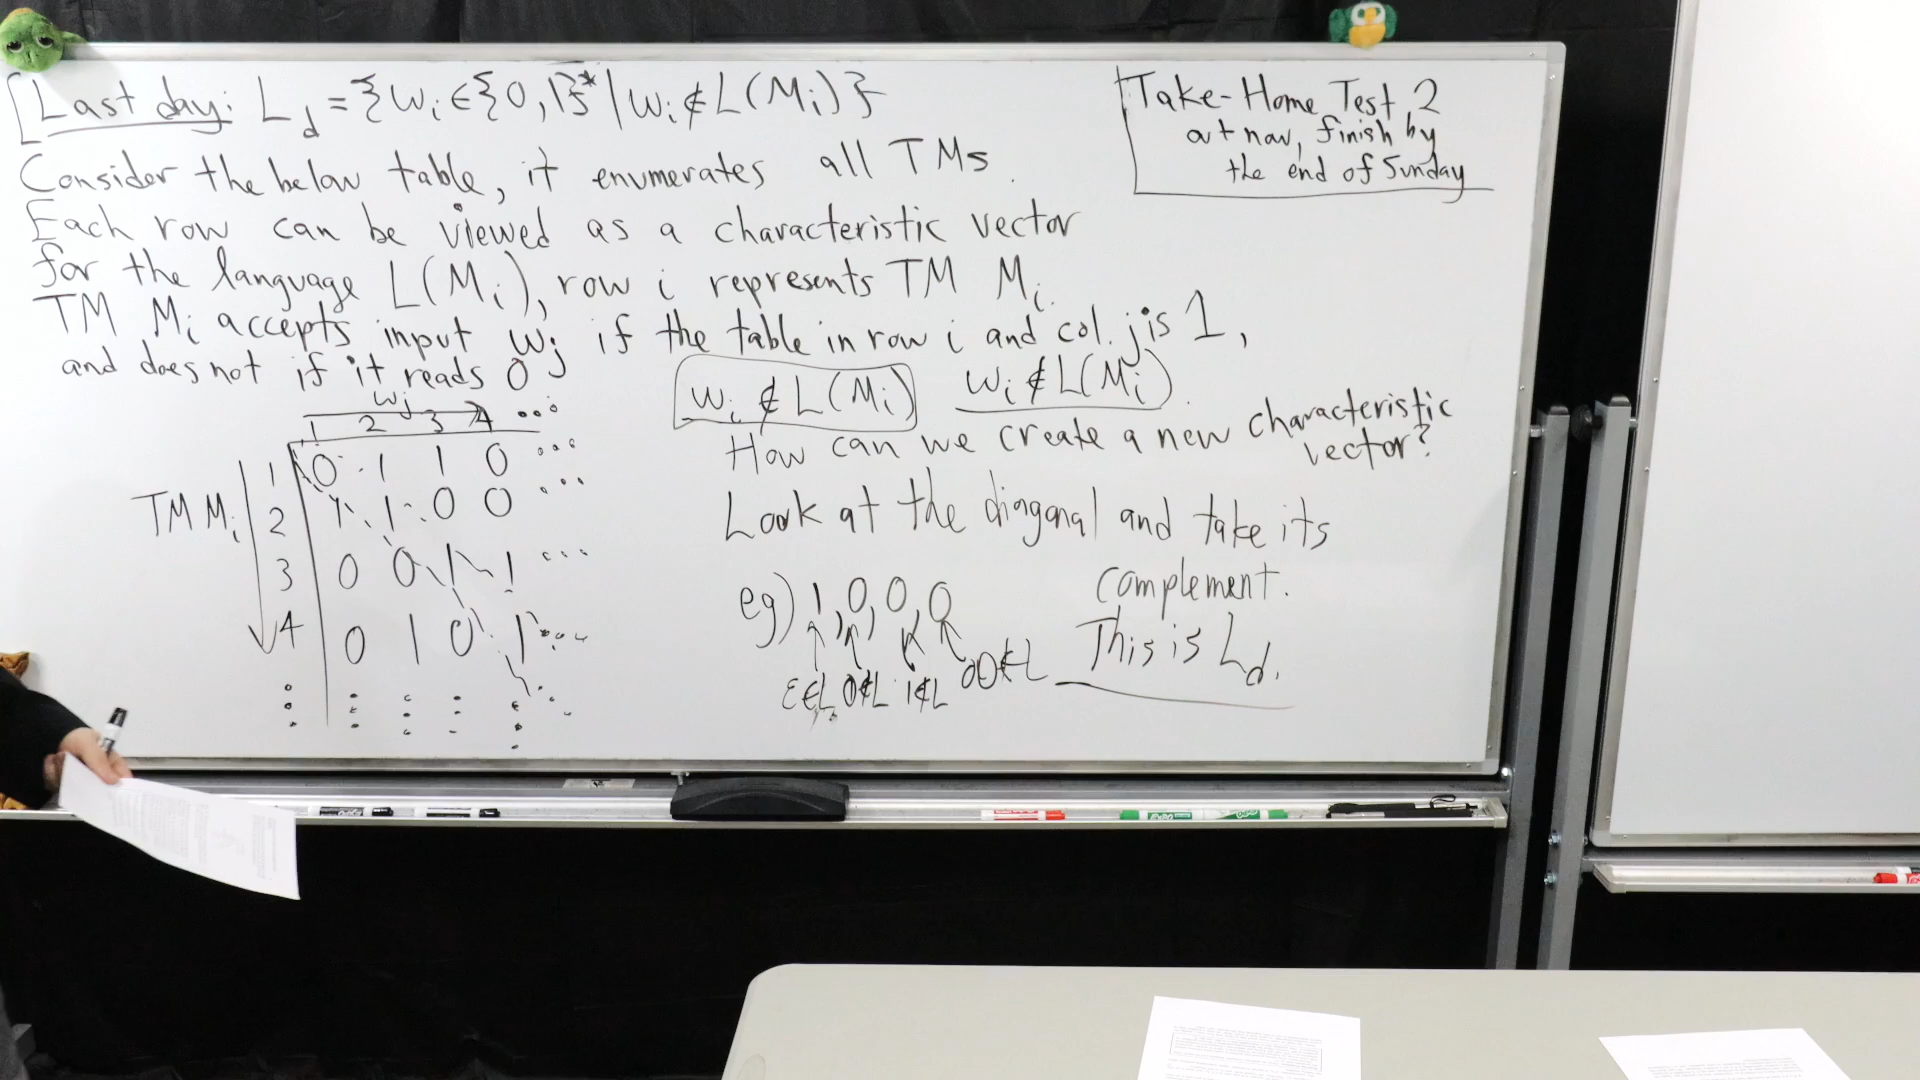 [Last day: L_d = {w_i ∈ {0,1}* | w_i ∉ L(M_i)}
Consider the below table, it enumerates all TMs.
Each row can be viewed as a characteristic vector
for the language L(M_i), row i represents TM M_i.
TM M_i accepts input w_j if the table in row i and col. j is 1,
and does not if it reads 0
w_j
1 2 3 4 ...
1 0 1 1 0 ...
TM M_i
2 1 1 0 0 ...
3 0 0 1 1 ...
4 0 1 0 1 ...
Take-Home Test 2
out now, finish by
the end of Sunday
w_i ∉ L(M_i) w_i ∉ L(M_i)
How can we create a new characteristic
vector?
Look at the diagonal and take its
complement.
eg) 1, 0, 0, 0
ε∈L 0∉L 1∉L 00∉L
This is L_d.